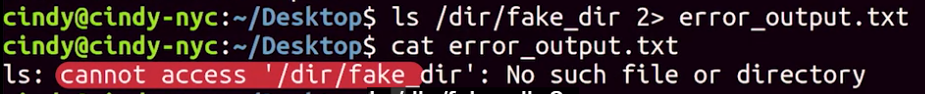 cindy@cindy-nyc:~/Desktop$ ls /dir/fake_dir 2> error_output.txt
cindy@cindy-nyc:~/Desktop$ cat error_output.txt
ls: cannot access '/dir/fake_dir': No such file or directory